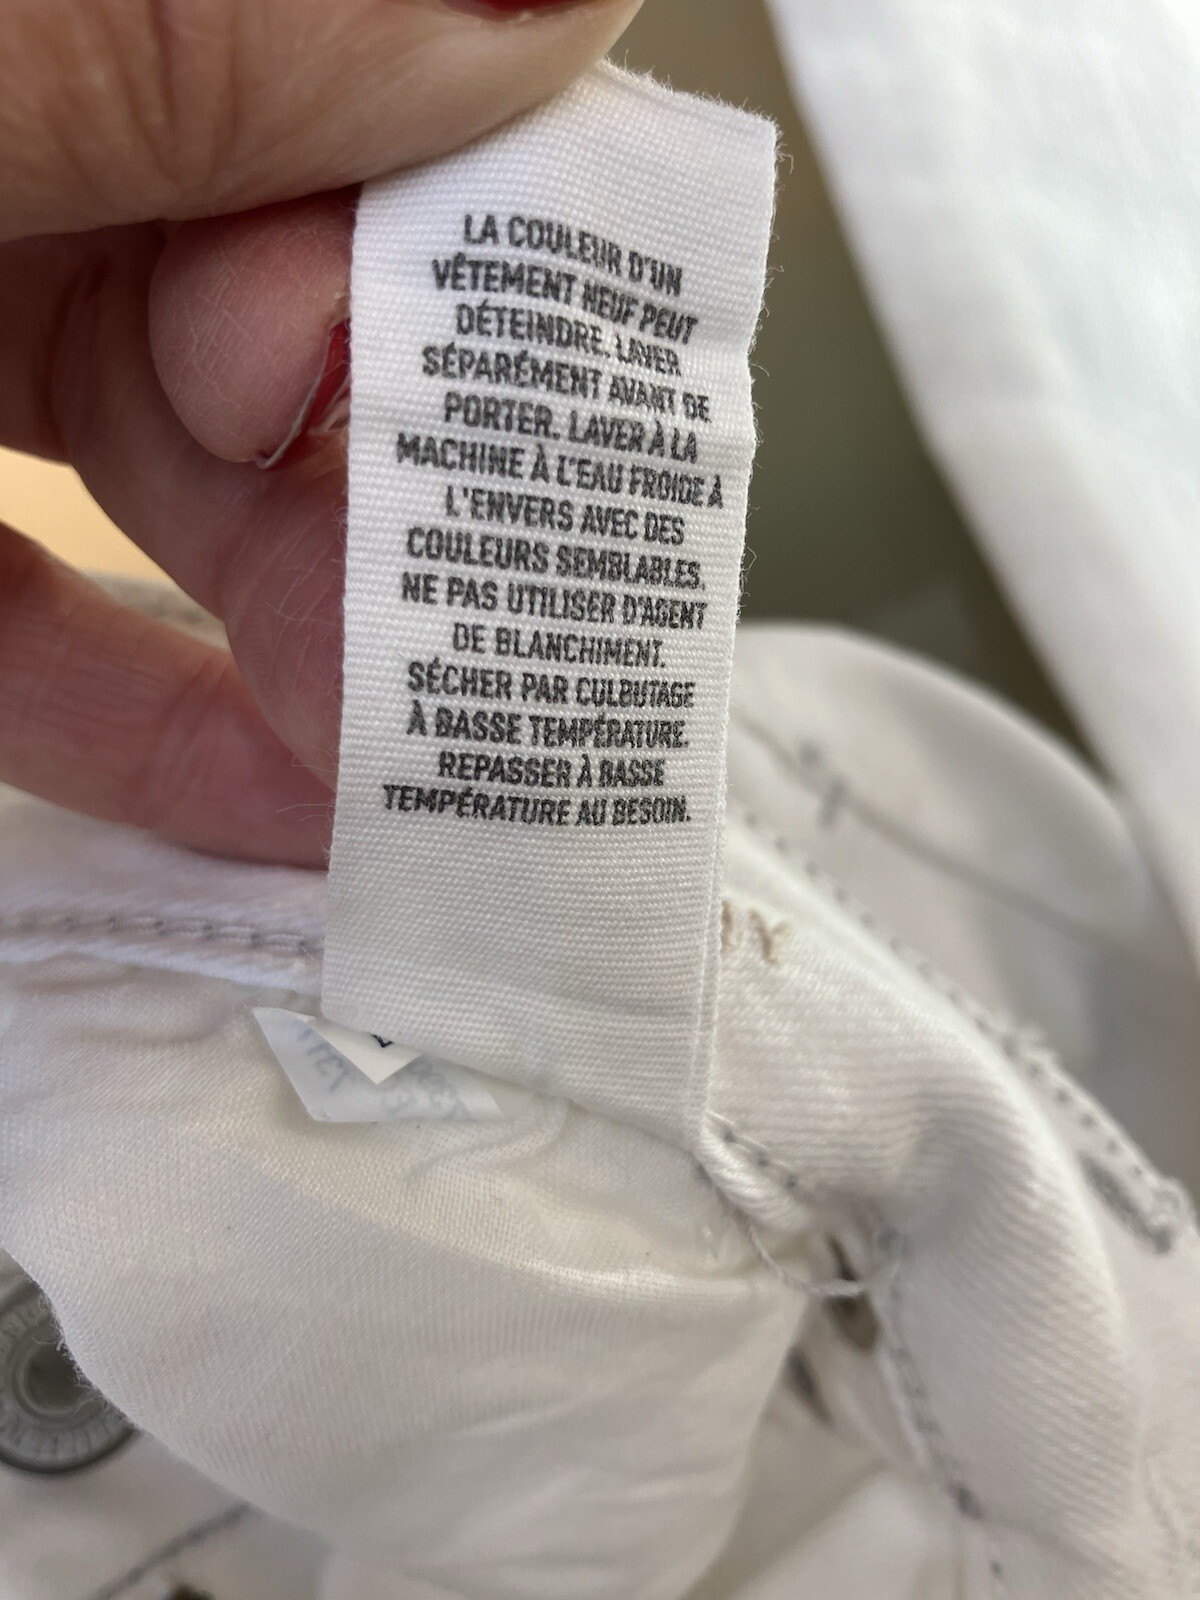 LA COULEUR D'UN
VÊTEMENT NEUF PEUT
DÉTEINDRE. LAVER
SÉPARÉMENT AVANT DE
PORTER. LAVER À LA
MACHINE À L'EAU FROIDE À
L'ENVERS AVEC DES
COULEURS SEMBLABLES.
NE PAS UTILISER D'AGENT
DE BLANCHIMENT.
SÉCHER PAR CULBUTAGE
À BASSE TEMPÉRATURE.
REPASSER À BASSE
TEMPÉRATURE AU BESOIN.